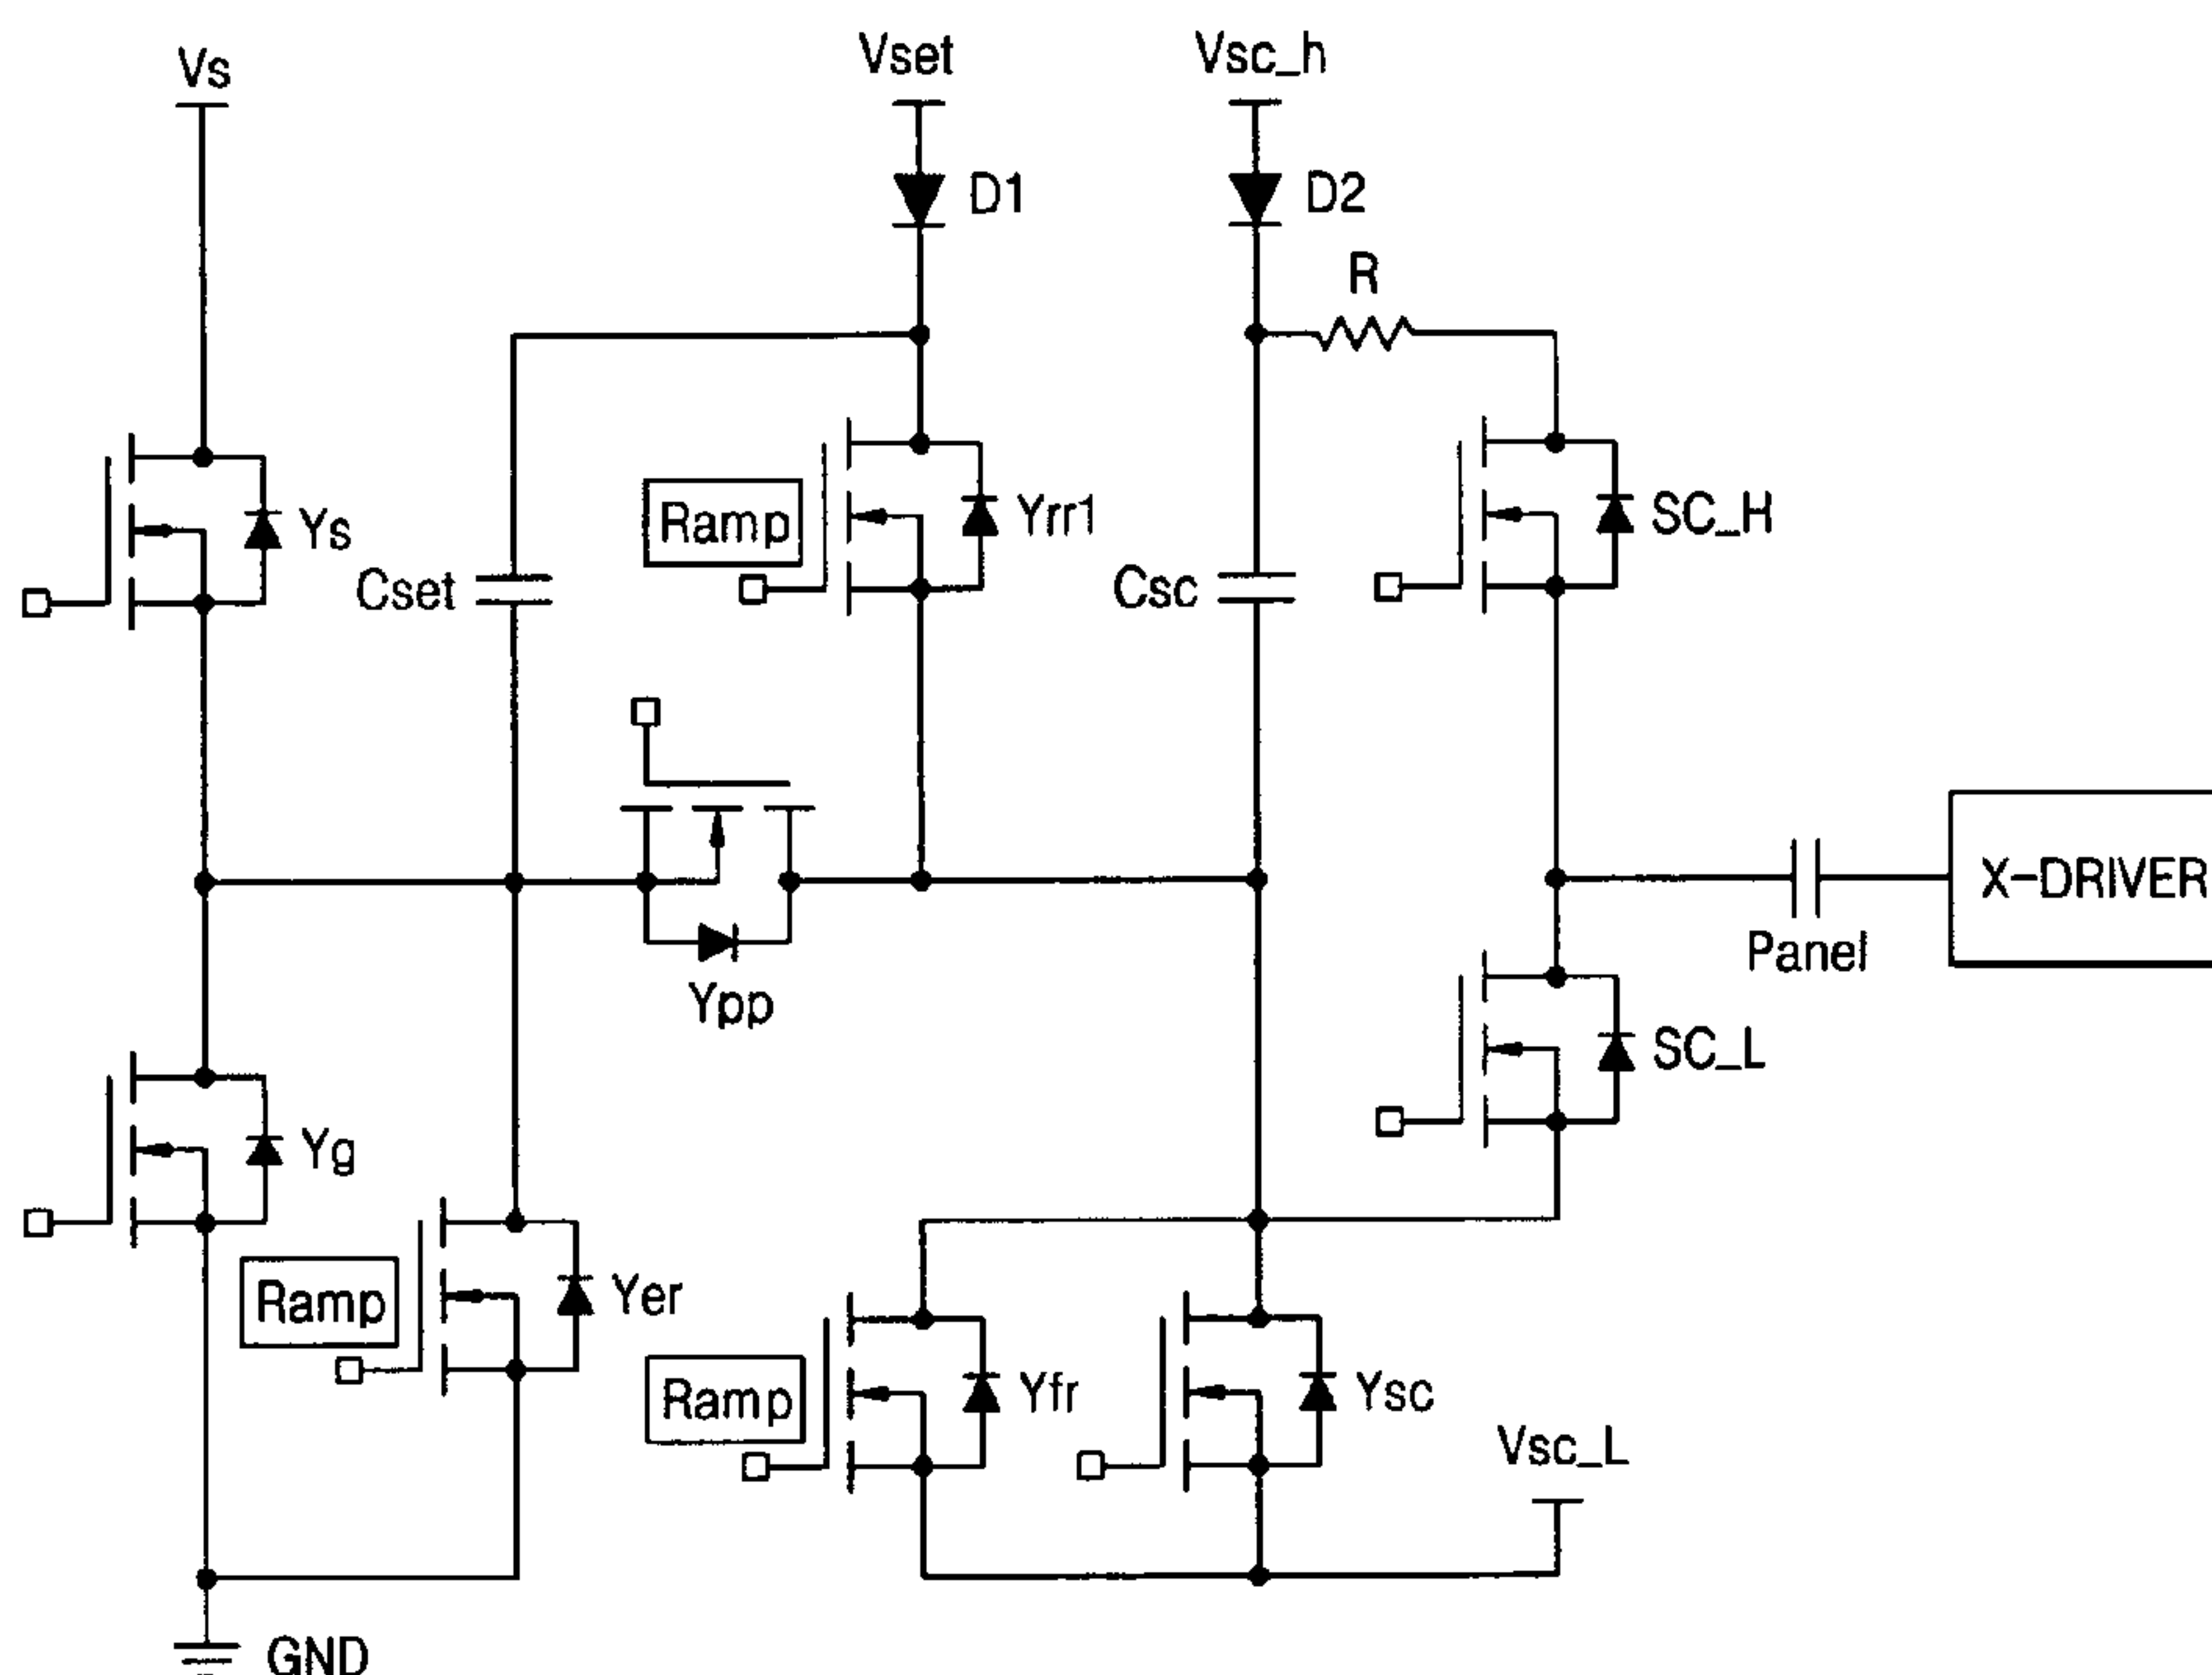 Vs
Vset
Vsc_h
D1
D2
R
Ys
Cset
Ramp
Yrr1
Csc
SC_H
X-DRIVER
Panel
Ypp
SC_L
Yg
Ramp
Yer
Ramp
Yfr
Ysc
Vsc_L
GND